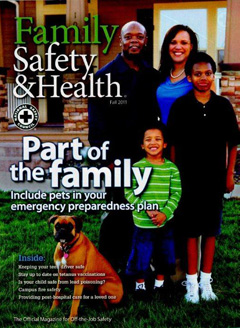 Family
Safety
&Health
Fall 2011
Part of
the family
Include pets in your
emergency preparedness plan.
Inside:
Keeping your teen driver safe
Stay up to date on tetanus vaccinations
Is your child safe from lead poisoning?
Campus fire safety
Providing post-hospital care for a loved one
The Official Magazine for Off-the-Job Safety